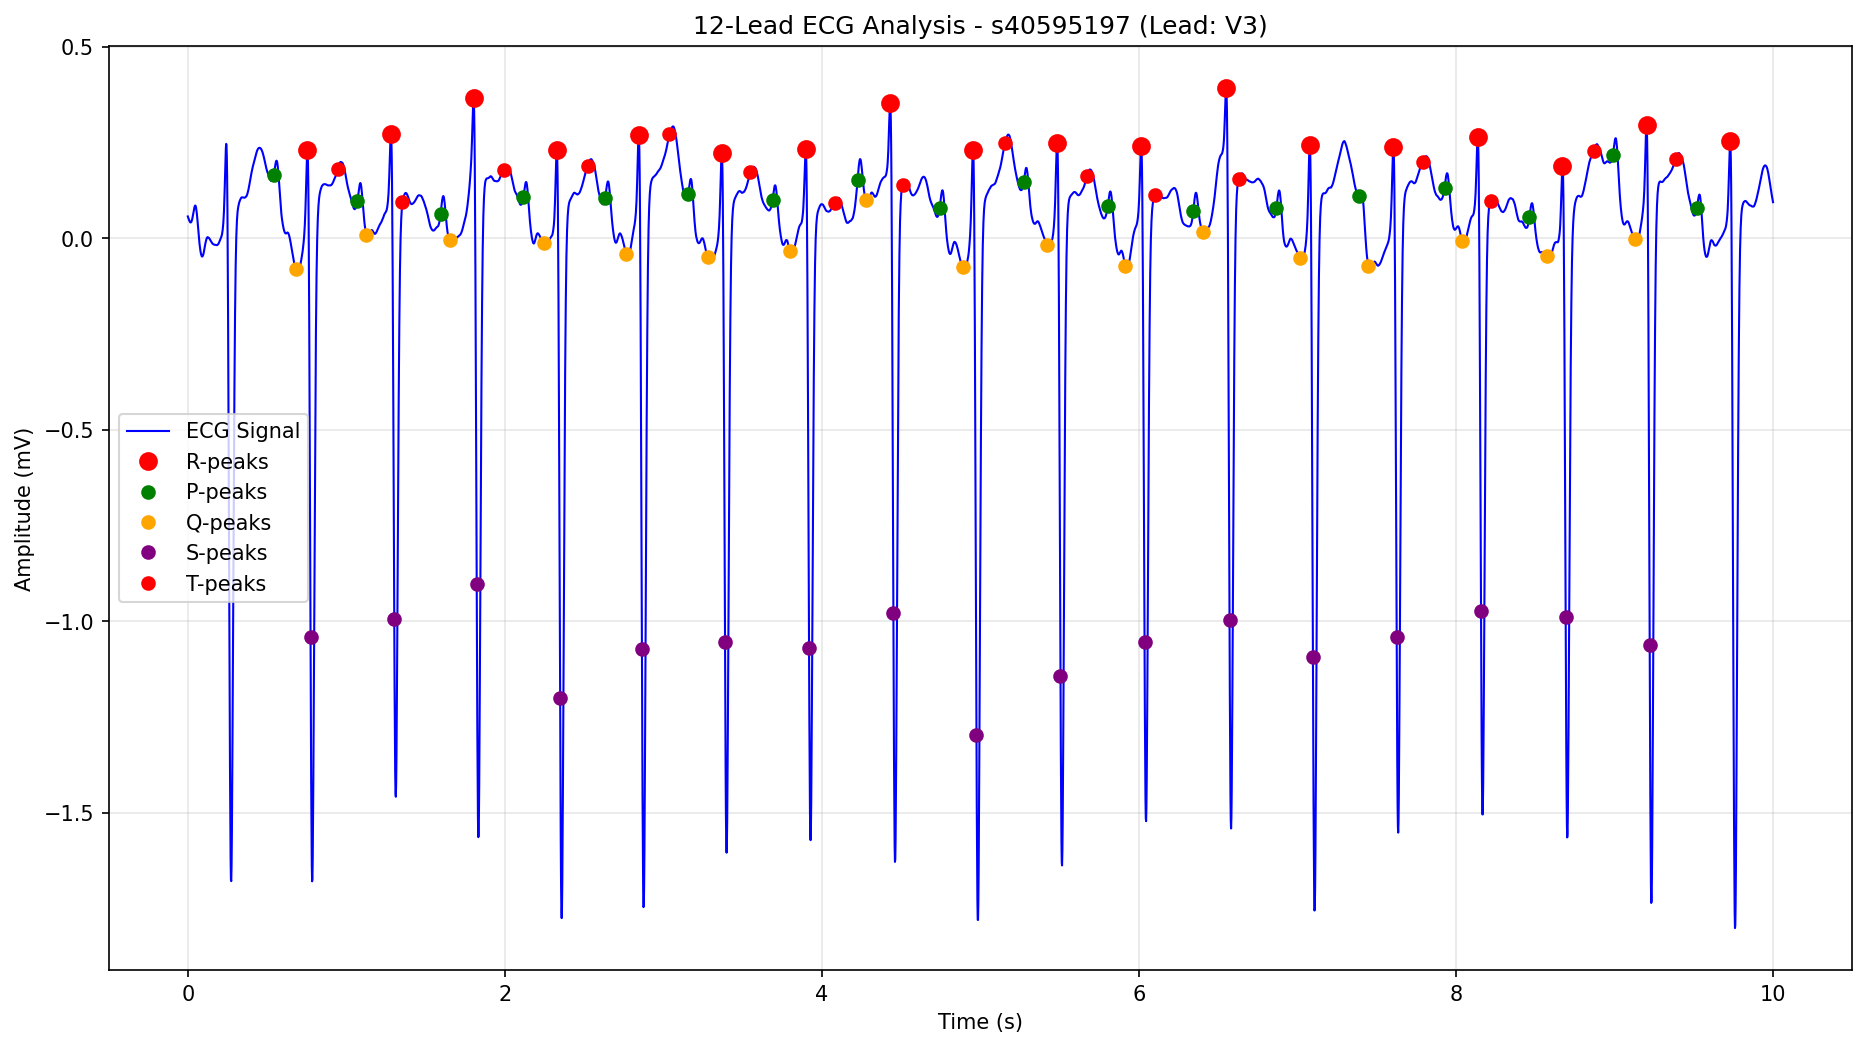 12-Lead ECG Analysis - s40595197 (Lead: V3)
0.5
0.0
−0.5
−1.0
−1.5
Amplitude (mV)
ECG Signal
R-peaks
P-peaks
Q-peaks
S-peaks
T-peaks
0 2 4 6 8 10
Time (s)